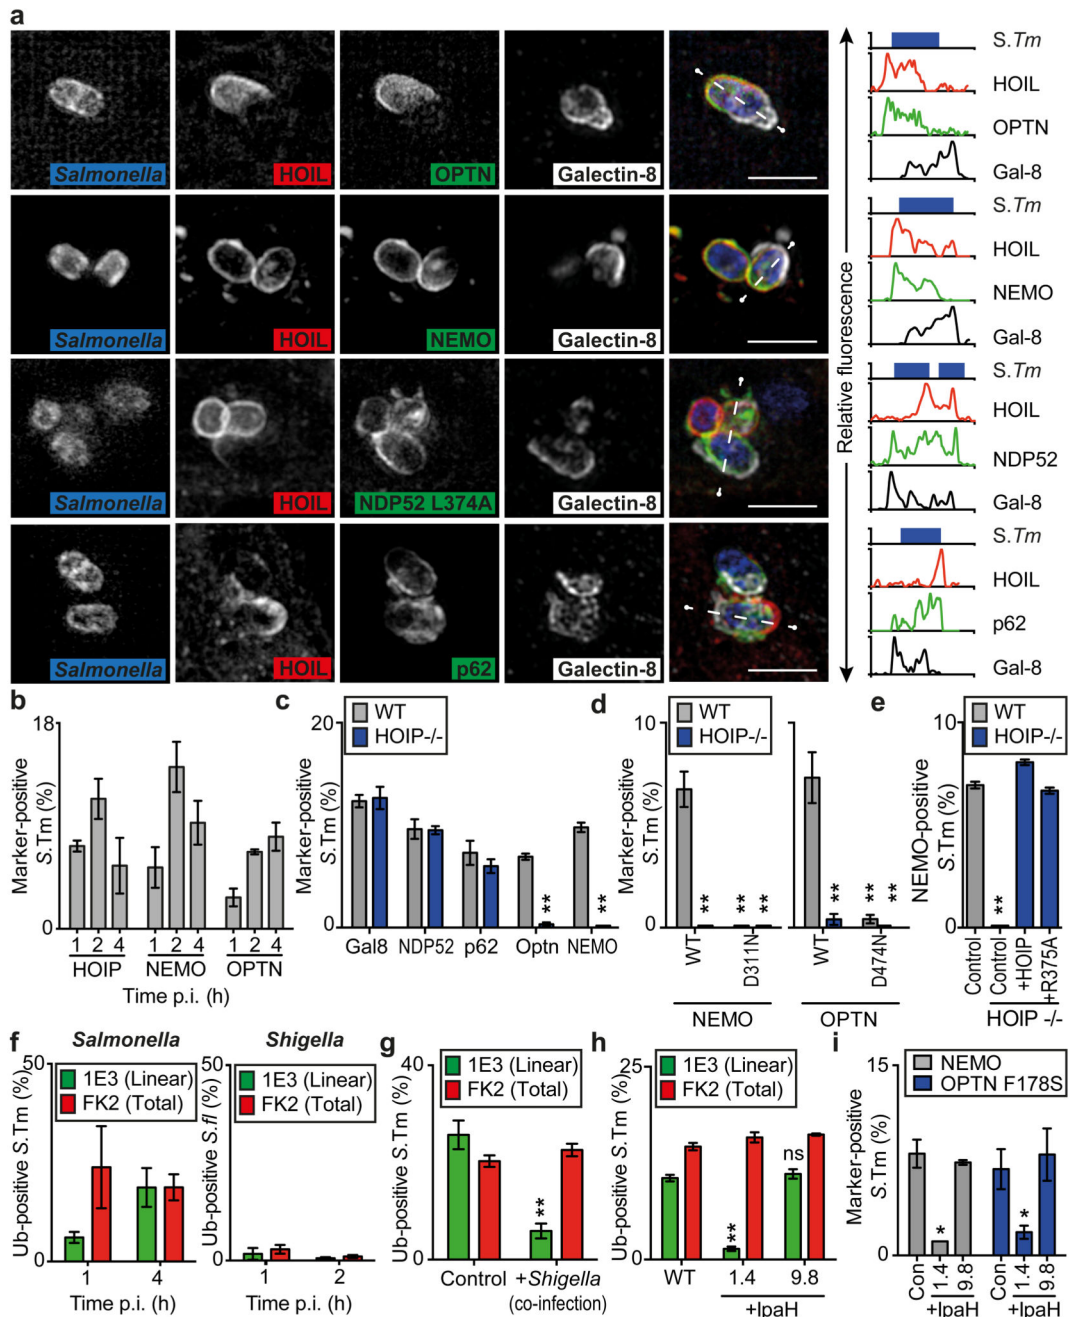 a
Salmonella HOIL OPTN Galectin-8
S.Tm
HOIL
OPTN
Gal-8
Salmonella HOIL NEMO Galectin-8
S.Tm
HOIL
NEMO
Gal-8
Salmonella HOIL NDP52 L374A Galectin-8
S.Tm
HOIL
NDP52
Gal-8
Salmonella HOIL p62 Galectin-8
S.Tm
HOIL
p62
Gal-8
Relative fluorescence
b
18
0
Marker-positive
S.Tm (%)
1 2 4 1 2 4 1 2 4
HOIP NEMO OPTN
Time p.i. (h)
c
20
0
WT
HOIP-/-
Marker-positive
S.Tm (%)
** **
Gal8 NDP52 p62 Optn NEMO
d
10
0
WT
HOIP-/-
Marker-positive
S.Tm (%)
** ** ** ** ** **
WT D311N WT D474N
NEMO OPTN
e
10
0
NEMO-positive
S.Tm (%)
**
Control Control +HOIP +R375A
HOIP -/-
f
Salmonella Shigella
50
0
1E3 (Linear)
FK2 (Total)
Ub-positive S.Tm (%)
1 4
Time p.i. (h)
50
0
1E3 (Linear)
FK2 (Total)
Ub-positive S.fl (%)
1 2
Time p.i. (h)
g
40
0
1E3 (Linear)
FK2 (Total)
Ub-positive S.Tm (%)
**
Control +Shigella
(co-infection)
h
25
0
1E3 (Linear)
FK2 (Total)
Ub-positive S.Tm (%)
** ns
WT 1.4 9.8
+IpaH
i
15
0
NEMO
OPTN F178S
Marker-positive
S.Tm (%)
* *
Con 1.4 9.8 Con 1.4 9.8
+IpaH +IpaH